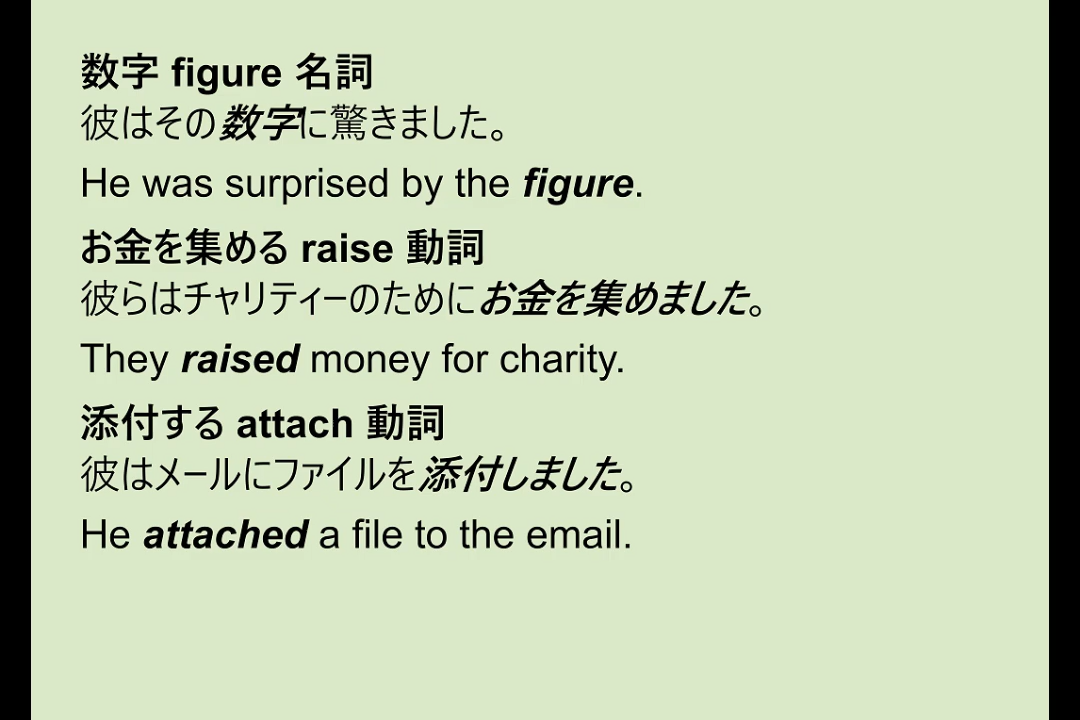 数字 figure 名詞
彼はその数字に驚きました。
He was surprised by the figure.
お金を集める raise 動詞
彼らはチャリティーのためにお金を集めました。
They raised money for charity.
添付する attach 動詞
彼はメールにファイルを添付しました。
He attached a file to the email.